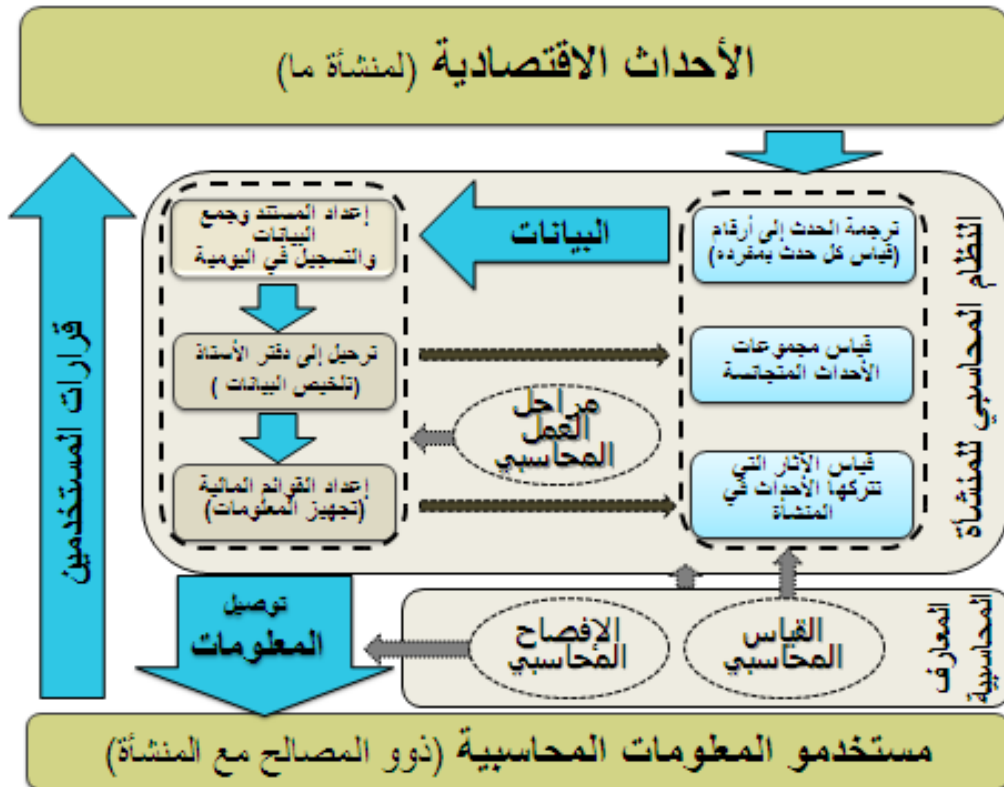 الأحداث الاقتصادية (لمنشأة ما)
ترجمة الحدث إلى أرقام
(قياس كل حدث بمفرده)
البيانات
إعداد المستند وجمع
البيانات
والتسجيل في اليومية
قياس مجموعات
الأحداث المتجانسة
ترحيل إلى دفتر الأستاذ
(تلخيص البيانات )
مراحل
العمل
المحاسبي
قياس الآثار التي
تتركها الأحداث في
المنشأة
إعداد القوائم المالية
(تجهيز المعلومات)
النظام المحاسبي للمنشأة
قرارات المستخدمين
توصيل
المعلومات
القياس
المحاسبي
الإفصاح
المحاسبي
المعارف
المحاسبية
مستخدمو المعلومات المحاسبية (ذوو المصالح مع المنشأة)